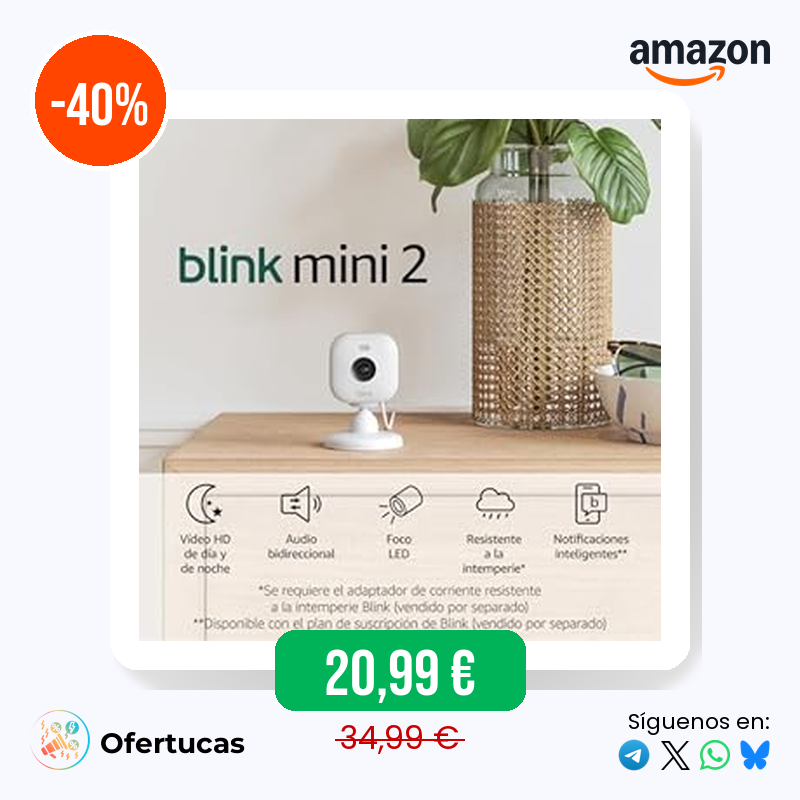 -40%
amazon
blink mini 2
Vídeo HD
de día y
de noche
Audio
bidireccional
Foco
LED
Resistente
a la
intemperie*
Notificaciones
inteligentes**
*Se requiere el adaptador de corriente resistente
a la intemperie Blink (vendido por separado)
**Disponible con el plan de suscripción de Blink (vendido por separado)
20,99 €
34,99 €
Ofertucas
Síguenos en: